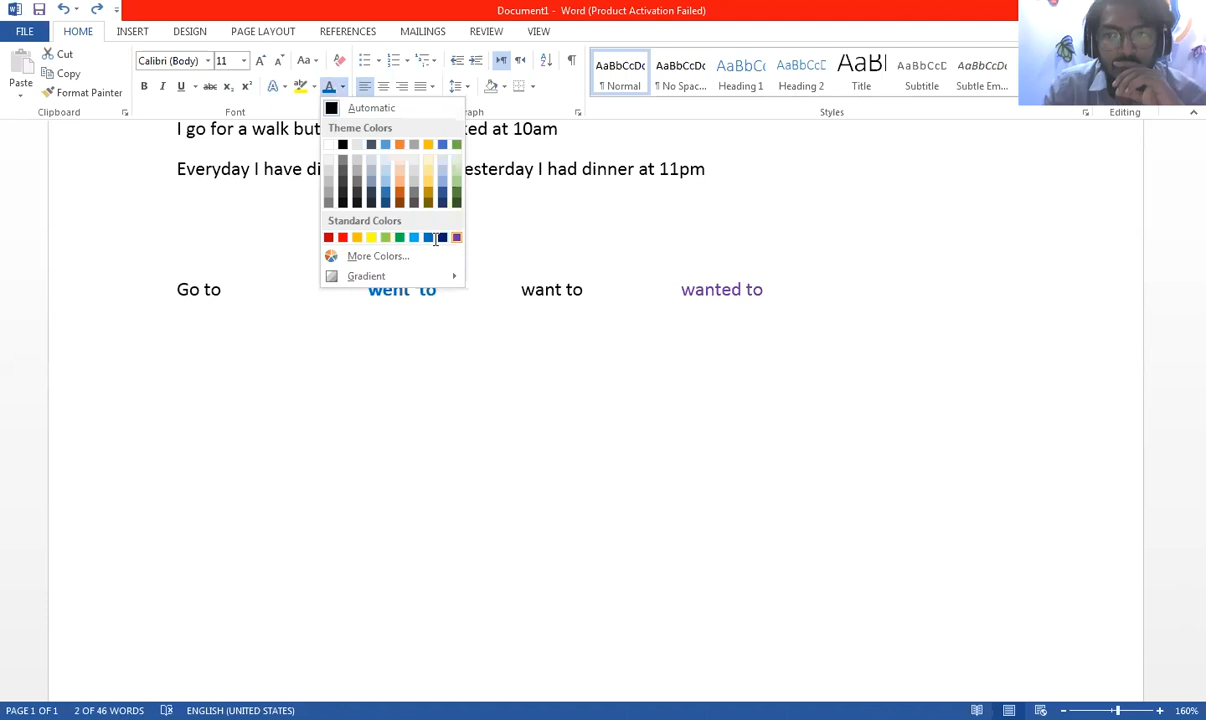 Document1 - Word (Product Activation Failed)
FILE HOME INSERT DESIGN PAGE LAYOUT REFERENCES MAILINGS REVIEW VIEW
Cut
Copy
Format Painter
Paste
Calibri (Body) 11
AaBbCcDc AaBbCcDc AaBbCc AaBbCcD AaBl AaBbCcD AaBbCcDc
¶ Normal ¶ No Spac... Heading 1 Heading 2 Title Subtitle Subtle Em...
Clipboard Font graph Styles Editing
Automatic
Theme Colors
Standard Colors
More Colors...
Gradient
I go for a walk but ed at 10am
Everyday I have di esterday I had dinner at 11pm
Go to went to want to wanted to
PAGE 1 OF 1 2 OF 46 WORDS ENGLISH (UNITED STATES) 160%